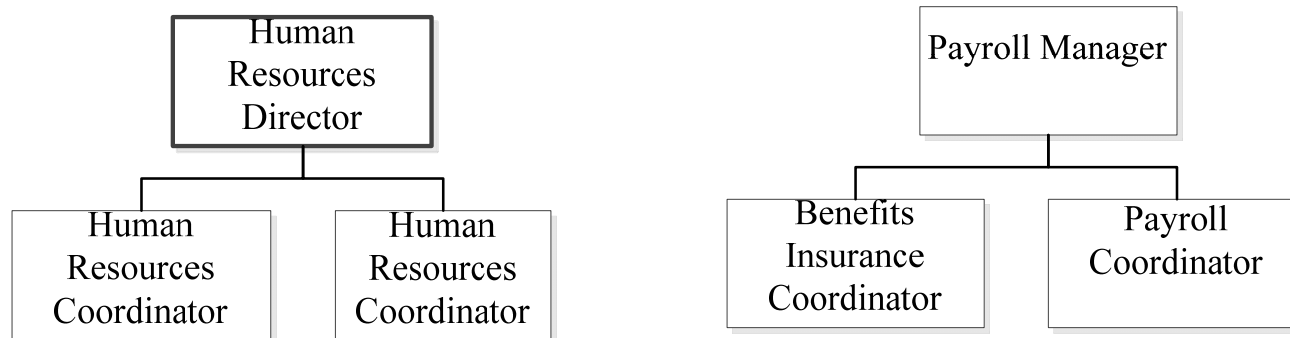 Human
Resources
Director
Human
Resources
Coordinator
Human
Resources
Coordinator
Payroll Manager
Benefits
Insurance
Coordinator
Payroll
Coordinator